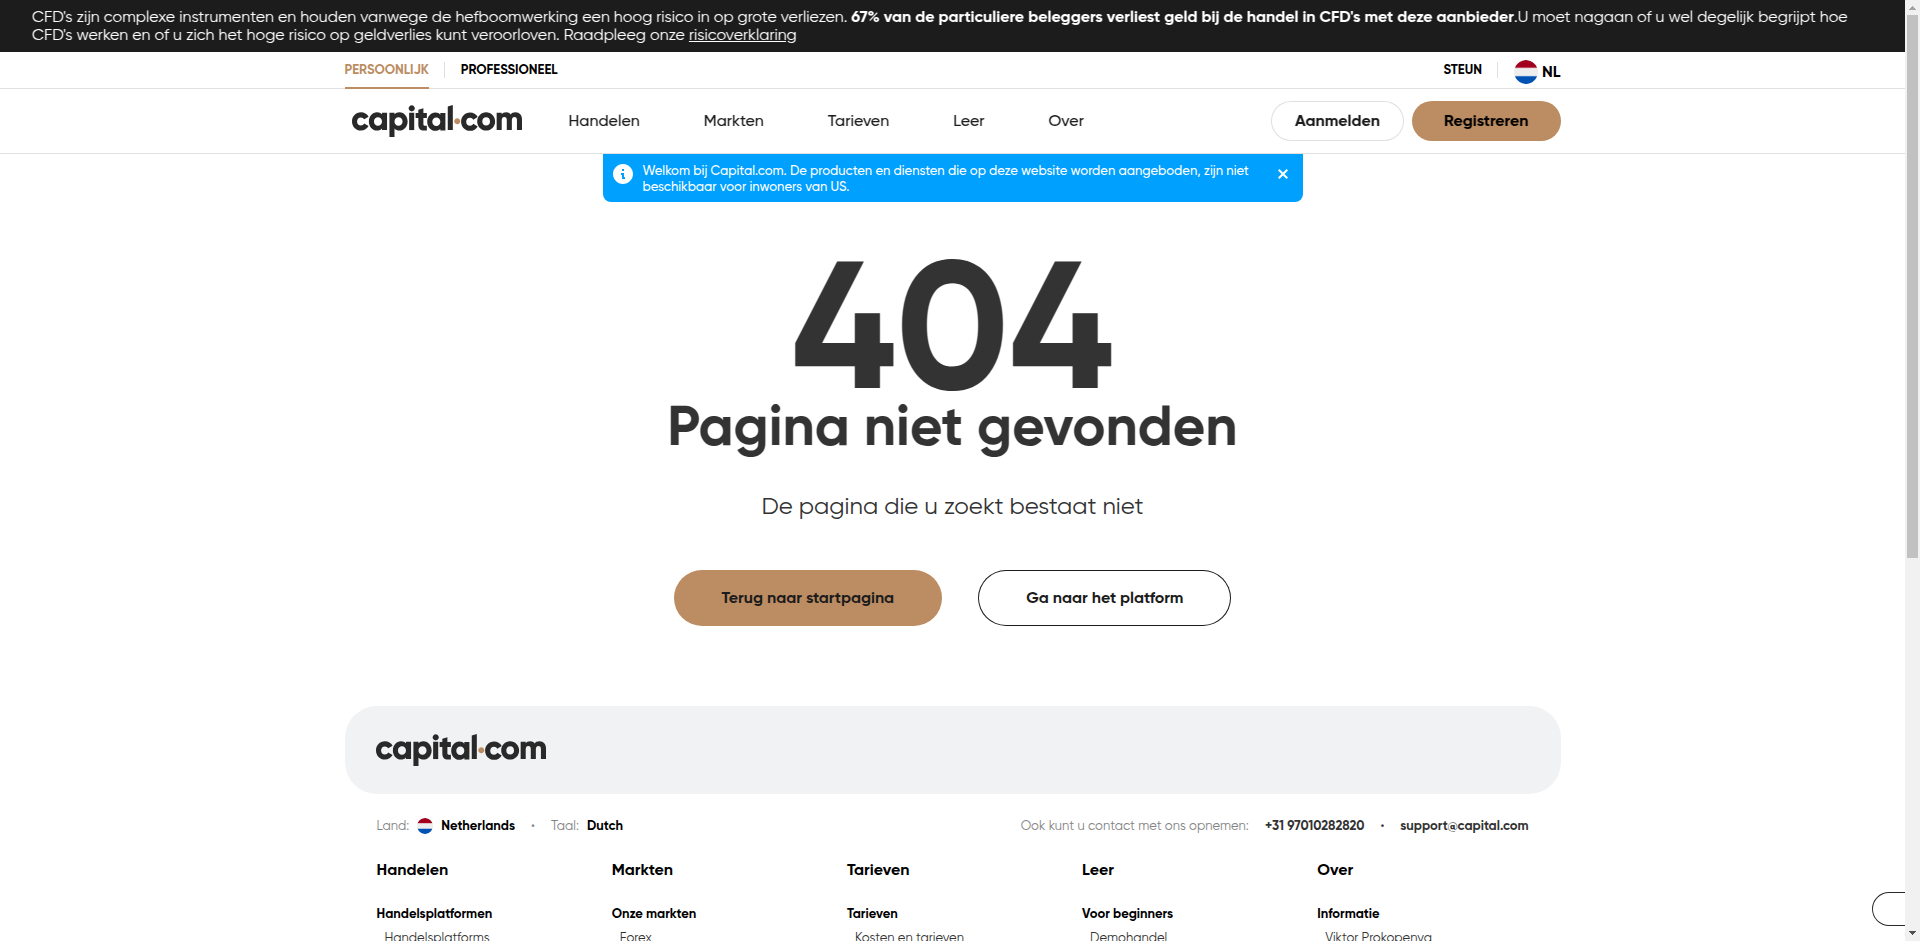 CFD's zijn complexe instrumenten en houden vanwege de hefboomwerking een hoog risico in op grote verliezen. 67% van de particuliere beleggers verliest geld bij de handel in CFD's met deze aanbieder.U moet nagaan of u wel degelijk begrijpt hoe
CFD's werken en of u zich het hoge risico op geldverlies kunt veroorloven. Raadpleeg onze risicoverklaring
PERSOONLIJK PROFESSIONEEL STEUN NL
capital.com Handelen Markten Tarieven Leer Over Aanmelden Registreren
Welkom bij Capital.com. De producten en diensten die op deze website worden aangeboden, zijn niet
beschikbaar voor inwoners van US.
404
Pagina niet gevonden
De pagina die u zoekt bestaat niet
Terug naar startpagina Ga naar het platform
capital.com
Land: Netherlands · Taal: Dutch Ook kunt u contact met ons opnemen: +31 97010282820 · support@capital.com
Handelen Markten Tarieven Leer Over
Handelsplatformen Onze markten Tarieven Voor beginners Informatie
Handelsplatforms Forex Kosten en tarieven Demohandel Viktor Prokopenya